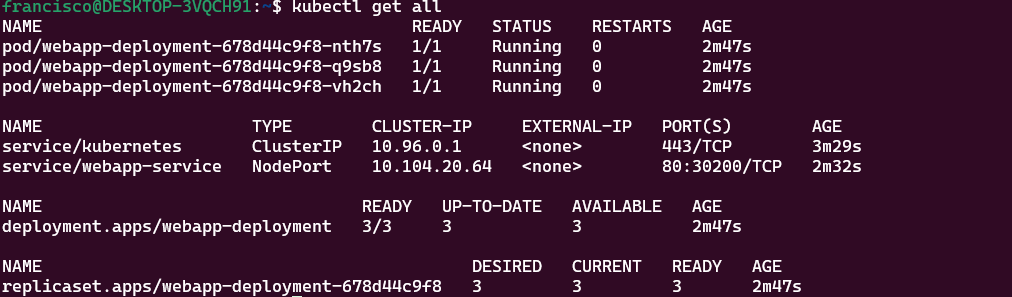 francisco@DESKTOP-3VQCH91:~$ kubectl get all
NAME READY STATUS RESTARTS AGE
pod/webapp-deployment-678d44c9f8-nth7s 1/1 Running 0 2m47s
pod/webapp-deployment-678d44c9f8-q9sb8 1/1 Running 0 2m47s
pod/webapp-deployment-678d44c9f8-vh2ch 1/1 Running 0 2m47s
NAME TYPE CLUSTER-IP EXTERNAL-IP PORT(S) AGE
service/kubernetes ClusterIP 10.96.0.1 <none> 443/TCP 3m29s
service/webapp-service NodePort 10.104.20.64 <none> 80:30200/TCP 2m32s
NAME READY UP-TO-DATE AVAILABLE AGE
deployment.apps/webapp-deployment 3/3 3 3 2m47s
NAME DESIRED CURRENT READY AGE
replicaset.apps/webapp-deployment-678d44c9f8 3 3 3 2m47s